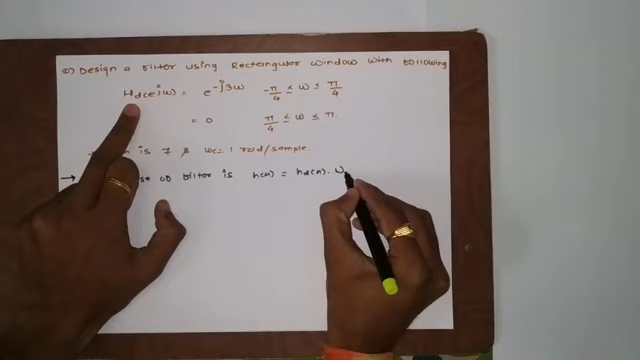 Q) Design a filter using Rectangular window with following
Hd(e^jω) = e^-j3ω -π/4 ≤ ω ≤ π/4
= 0 π/4 ≤ ω ≤ π.
is 7 & ωc = 1 rad/sample.
→ of filter is h(n) = hd(n).